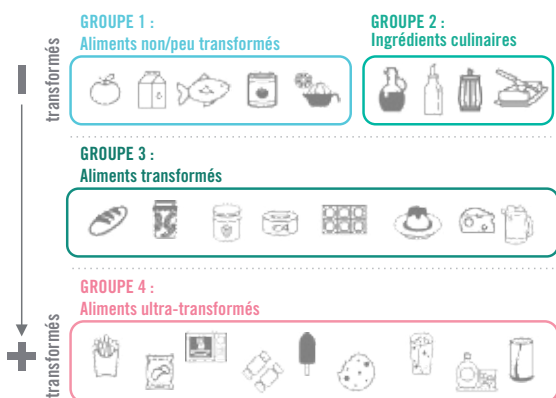 GROUPE 1 :
Aliments non/peu transformés
GROUPE 2 :
Ingrédients culinaires
transformés
GROUPE 3 :
Aliments transformés
GROUPE 4 :
Aliments ultra-transformés
transformés